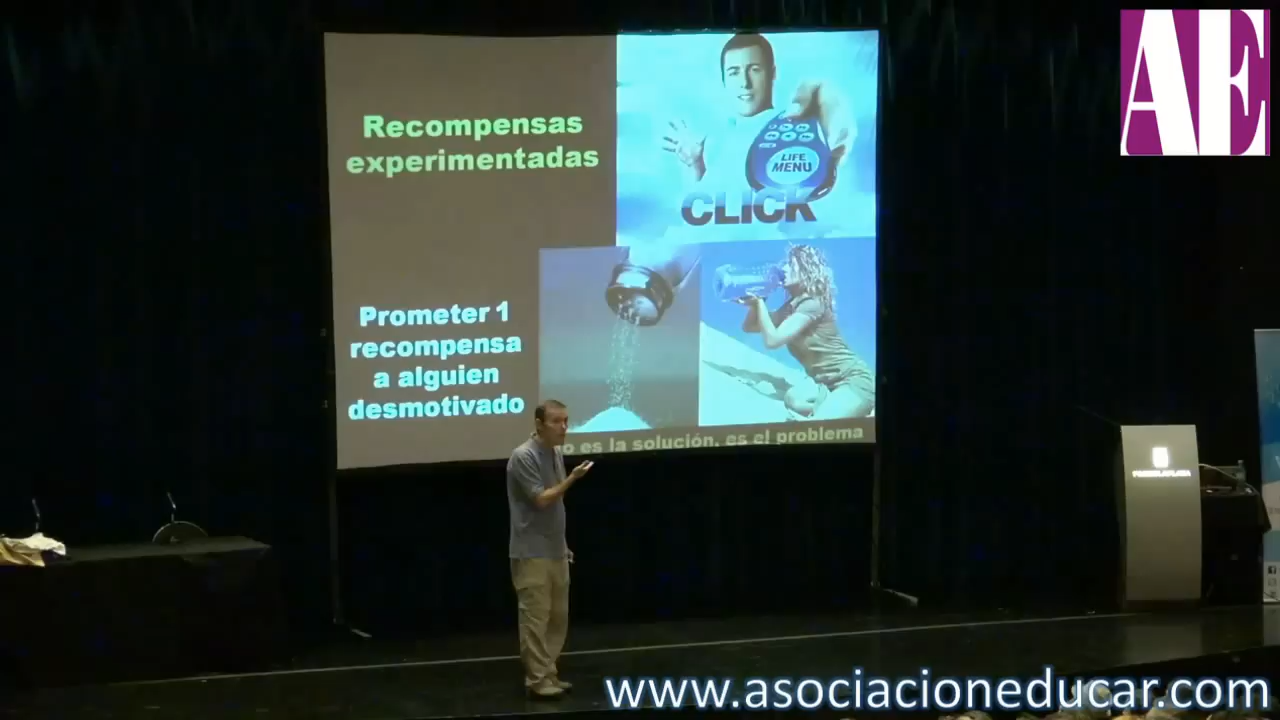 AE
Recompensas
experimentadas
LIFE
MENU
CLICK
Prometer 1
recompensa
a alguien
desmotivado
es la solución, es el problema
www.asociacioneducar.com